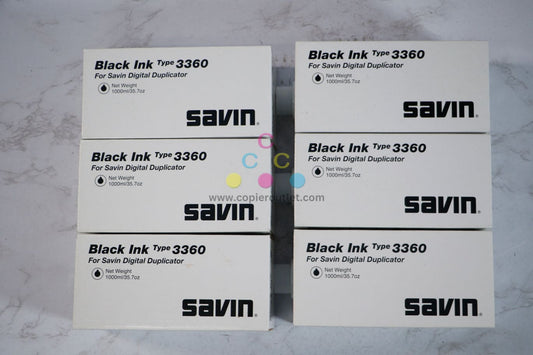 Black Ink Type 3360
For Savin Digital Duplicator
Net Weight
1000ml/35.7oz
savin®
Black Ink Type 3360
For Savin Digital Duplicator
Net Weight
1000ml/35.7oz
savin®
Black Ink Type 3360
For Savin Digital Duplicator
Net Weight
1000ml/35.7oz
savin®
Black Ink Type 3360
For Savin Digital Duplicator
Net Weight
1000ml/35.7oz
savin®
Black Ink Type 3360
For Savin Digital Duplicator
Net Weight
1000ml/35.7oz
savin®
Black Ink Type 3360
For Savin Digital Duplicator
Net Weight
1000ml/35.7oz
savin®
C
C C
www.copieroutlet.com